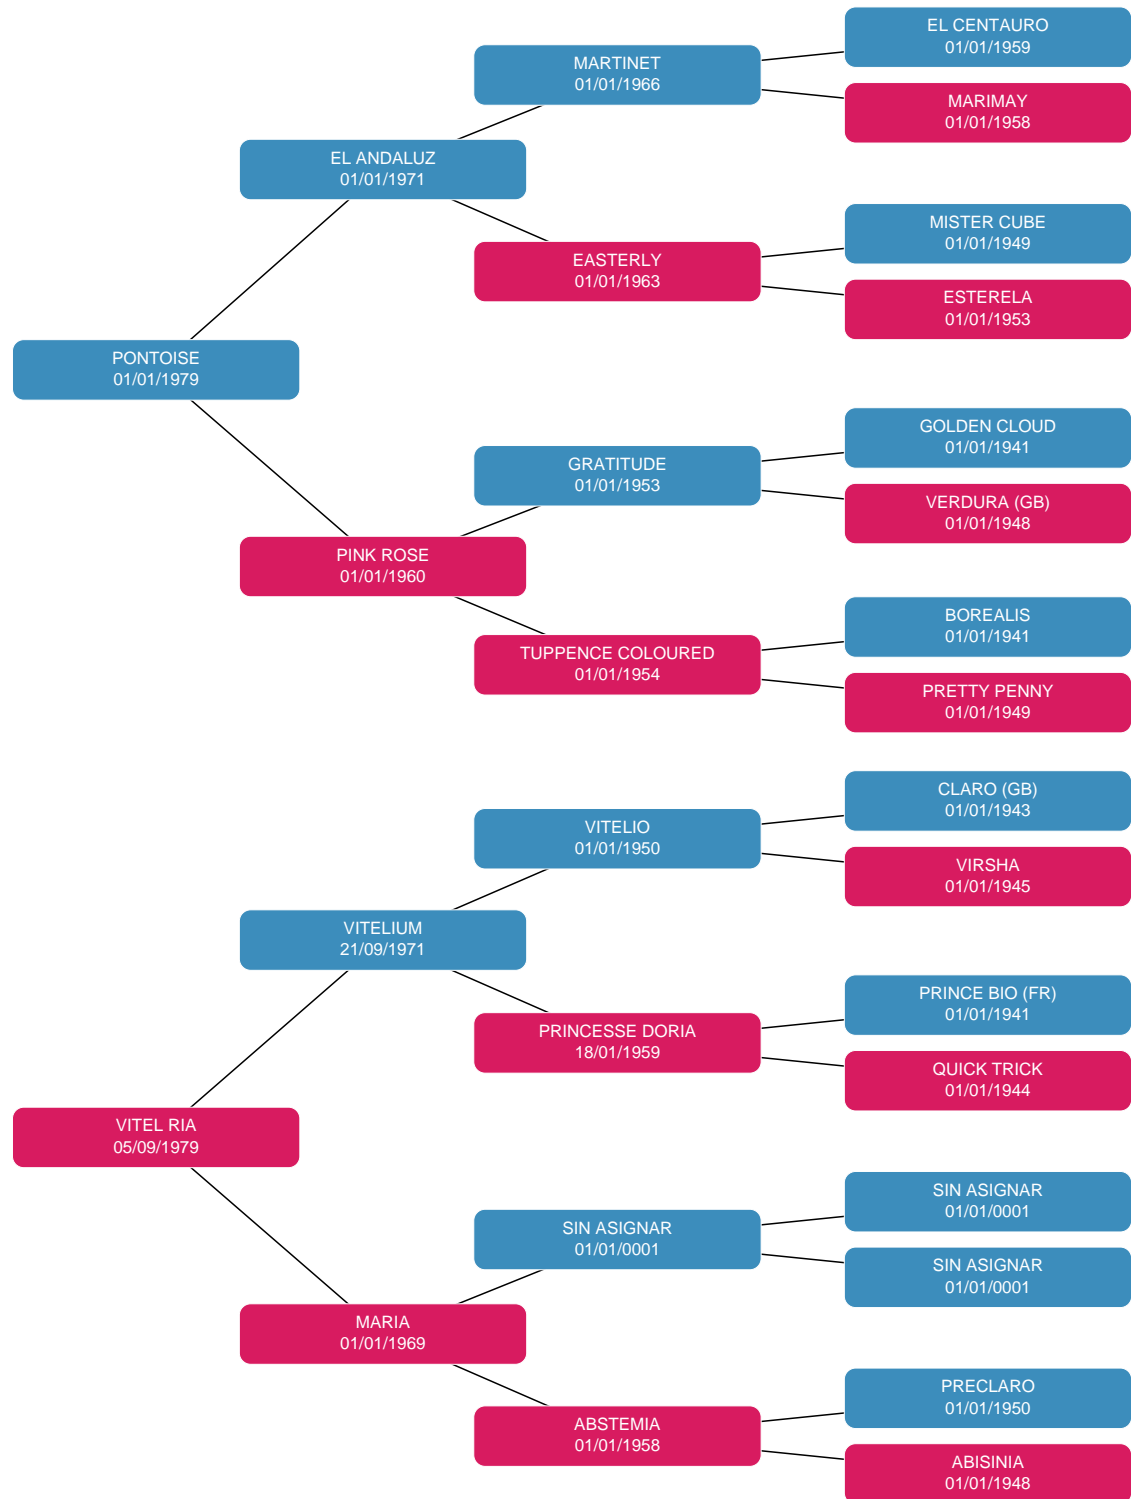 EL CENTAURO
01/01/1959
MARTINET
01/01/1966
MARIMAY
01/01/1958
EL ANDALUZ
01/01/1971
MISTER CUBE
01/01/1949
EASTERLY
01/01/1963
ESTERELA
01/01/1953
PONTOISE
01/01/1979
GOLDEN CLOUD
01/01/1941
GRATITUDE
01/01/1953
VERDURA (GB)
01/01/1948
PINK ROSE
01/01/1960
BOREALIS
01/01/1941
TUPPENCE COLOURED
01/01/1954
PRETTY PENNY
01/01/1949
CLARO (GB)
01/01/1943
VITELIO
01/01/1950
VIRSHA
01/01/1945
VITELIUM
21/09/1971
PRINCE BIO (FR)
01/01/1941
PRINCESSE DORIA
18/01/1959
QUICK TRICK
01/01/1944
VITEL RIA
05/09/1979
SIN ASIGNAR
01/01/0001
SIN ASIGNAR
01/01/0001
SIN ASIGNAR
01/01/0001
MARIA
01/01/1969
PRECLARO
01/01/1950
ABSTEMIA
01/01/1958
ABISINIA
01/01/1948